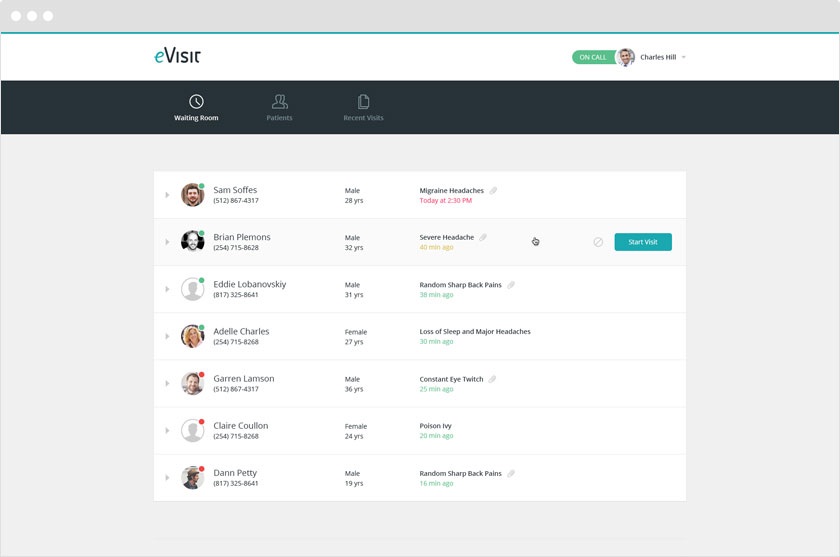 eVisit
ON CALL
Charles Hill
Waiting Room
Patients
Recent Visits
Sam Soffes
(512) 867-4317
Male
28 yrs
Migraine Headaches
Today at 2:30 PM
Brian Plemons
(254) 715-8628
Male
32 yrs
Severe Headache
40 min ago
Start Visit
Eddie Lobanovskiy
(817) 325-8641
Male
31 yrs
Random Sharp Back Pains
38 min ago
Adelle Charles
(254) 715-8268
Female
27 yrs
Loss of Sleep and Major Headaches
30 min ago
Garren Lamson
(512) 867-4317
Male
36 yrs
Constant Eye Twitch
25 min ago
Claire Coullon
(254) 715-8268
Female
24 yrs
Poison Ivy
20 min ago
Dann Petty
(817) 325-8641
Male
19 yrs
Random Sharp Back Pains
16 min ago